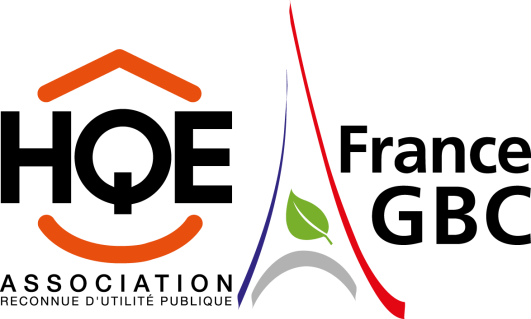 HQE
ASSOCIATION
RECONNUE D'UTILITÉ PUBLIQUE
France
GBC